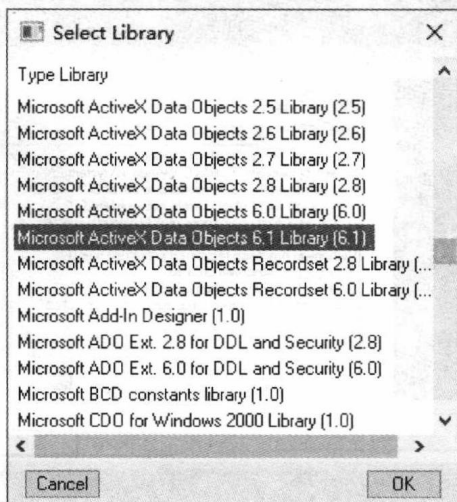 Select Library
Type Library
Microsoft ActiveX Data Objects 2.5 Library (2.5)
Microsoft ActiveX Data Objects 2.6 Library (2.6)
Microsoft ActiveX Data Objects 2.7 Library (2.7)
Microsoft ActiveX Data Objects 2.8 Library (2.8)
Microsoft ActiveX Data Objects 6.0 Library (6.0)
Microsoft ActiveX Data Objects 6.1 Library (6.1)
Microsoft ActiveX Data Objects Recordset 2.8 Library (...
Microsoft ActiveX Data Objects Recordset 6.0 Library (...
Microsoft Add-In Designer (1.0)
Microsoft ADO Ext. 2.8 for DDL and Security (2.8)
Microsoft ADO Ext. 6.0 for DDL and Security (6.0)
Microsoft BCD constants library (1.0)
Microsoft CDO for Windows 2000 Library (1.0)
Cancel OK